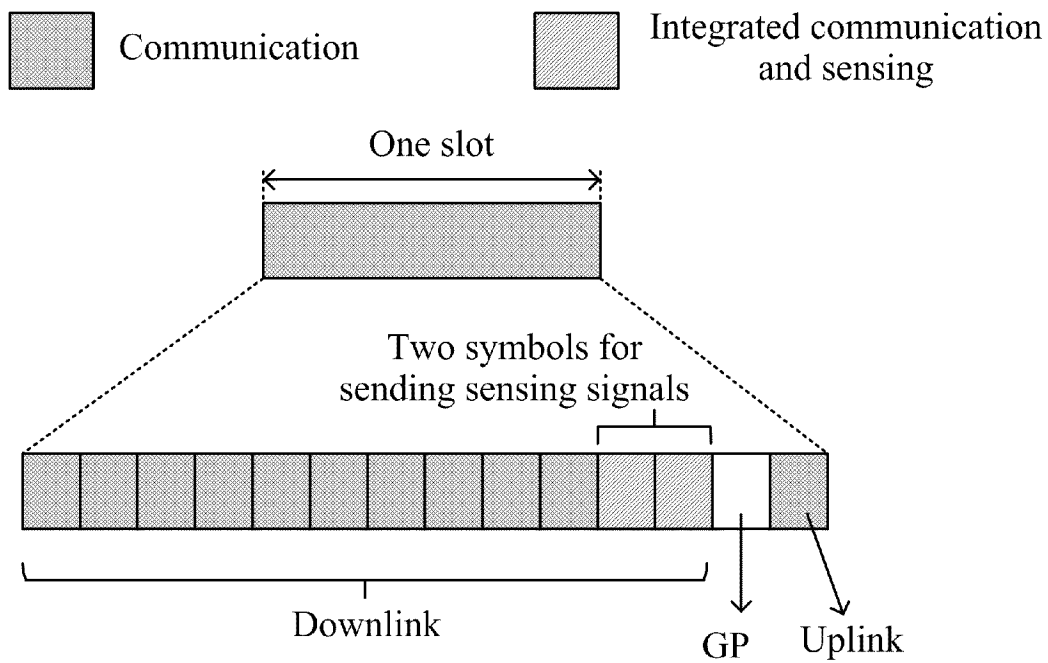 Communication
Integrated communication
and sensing
One slot
Two symbols for
sending sensing signals
Downlink
GP
Uplink